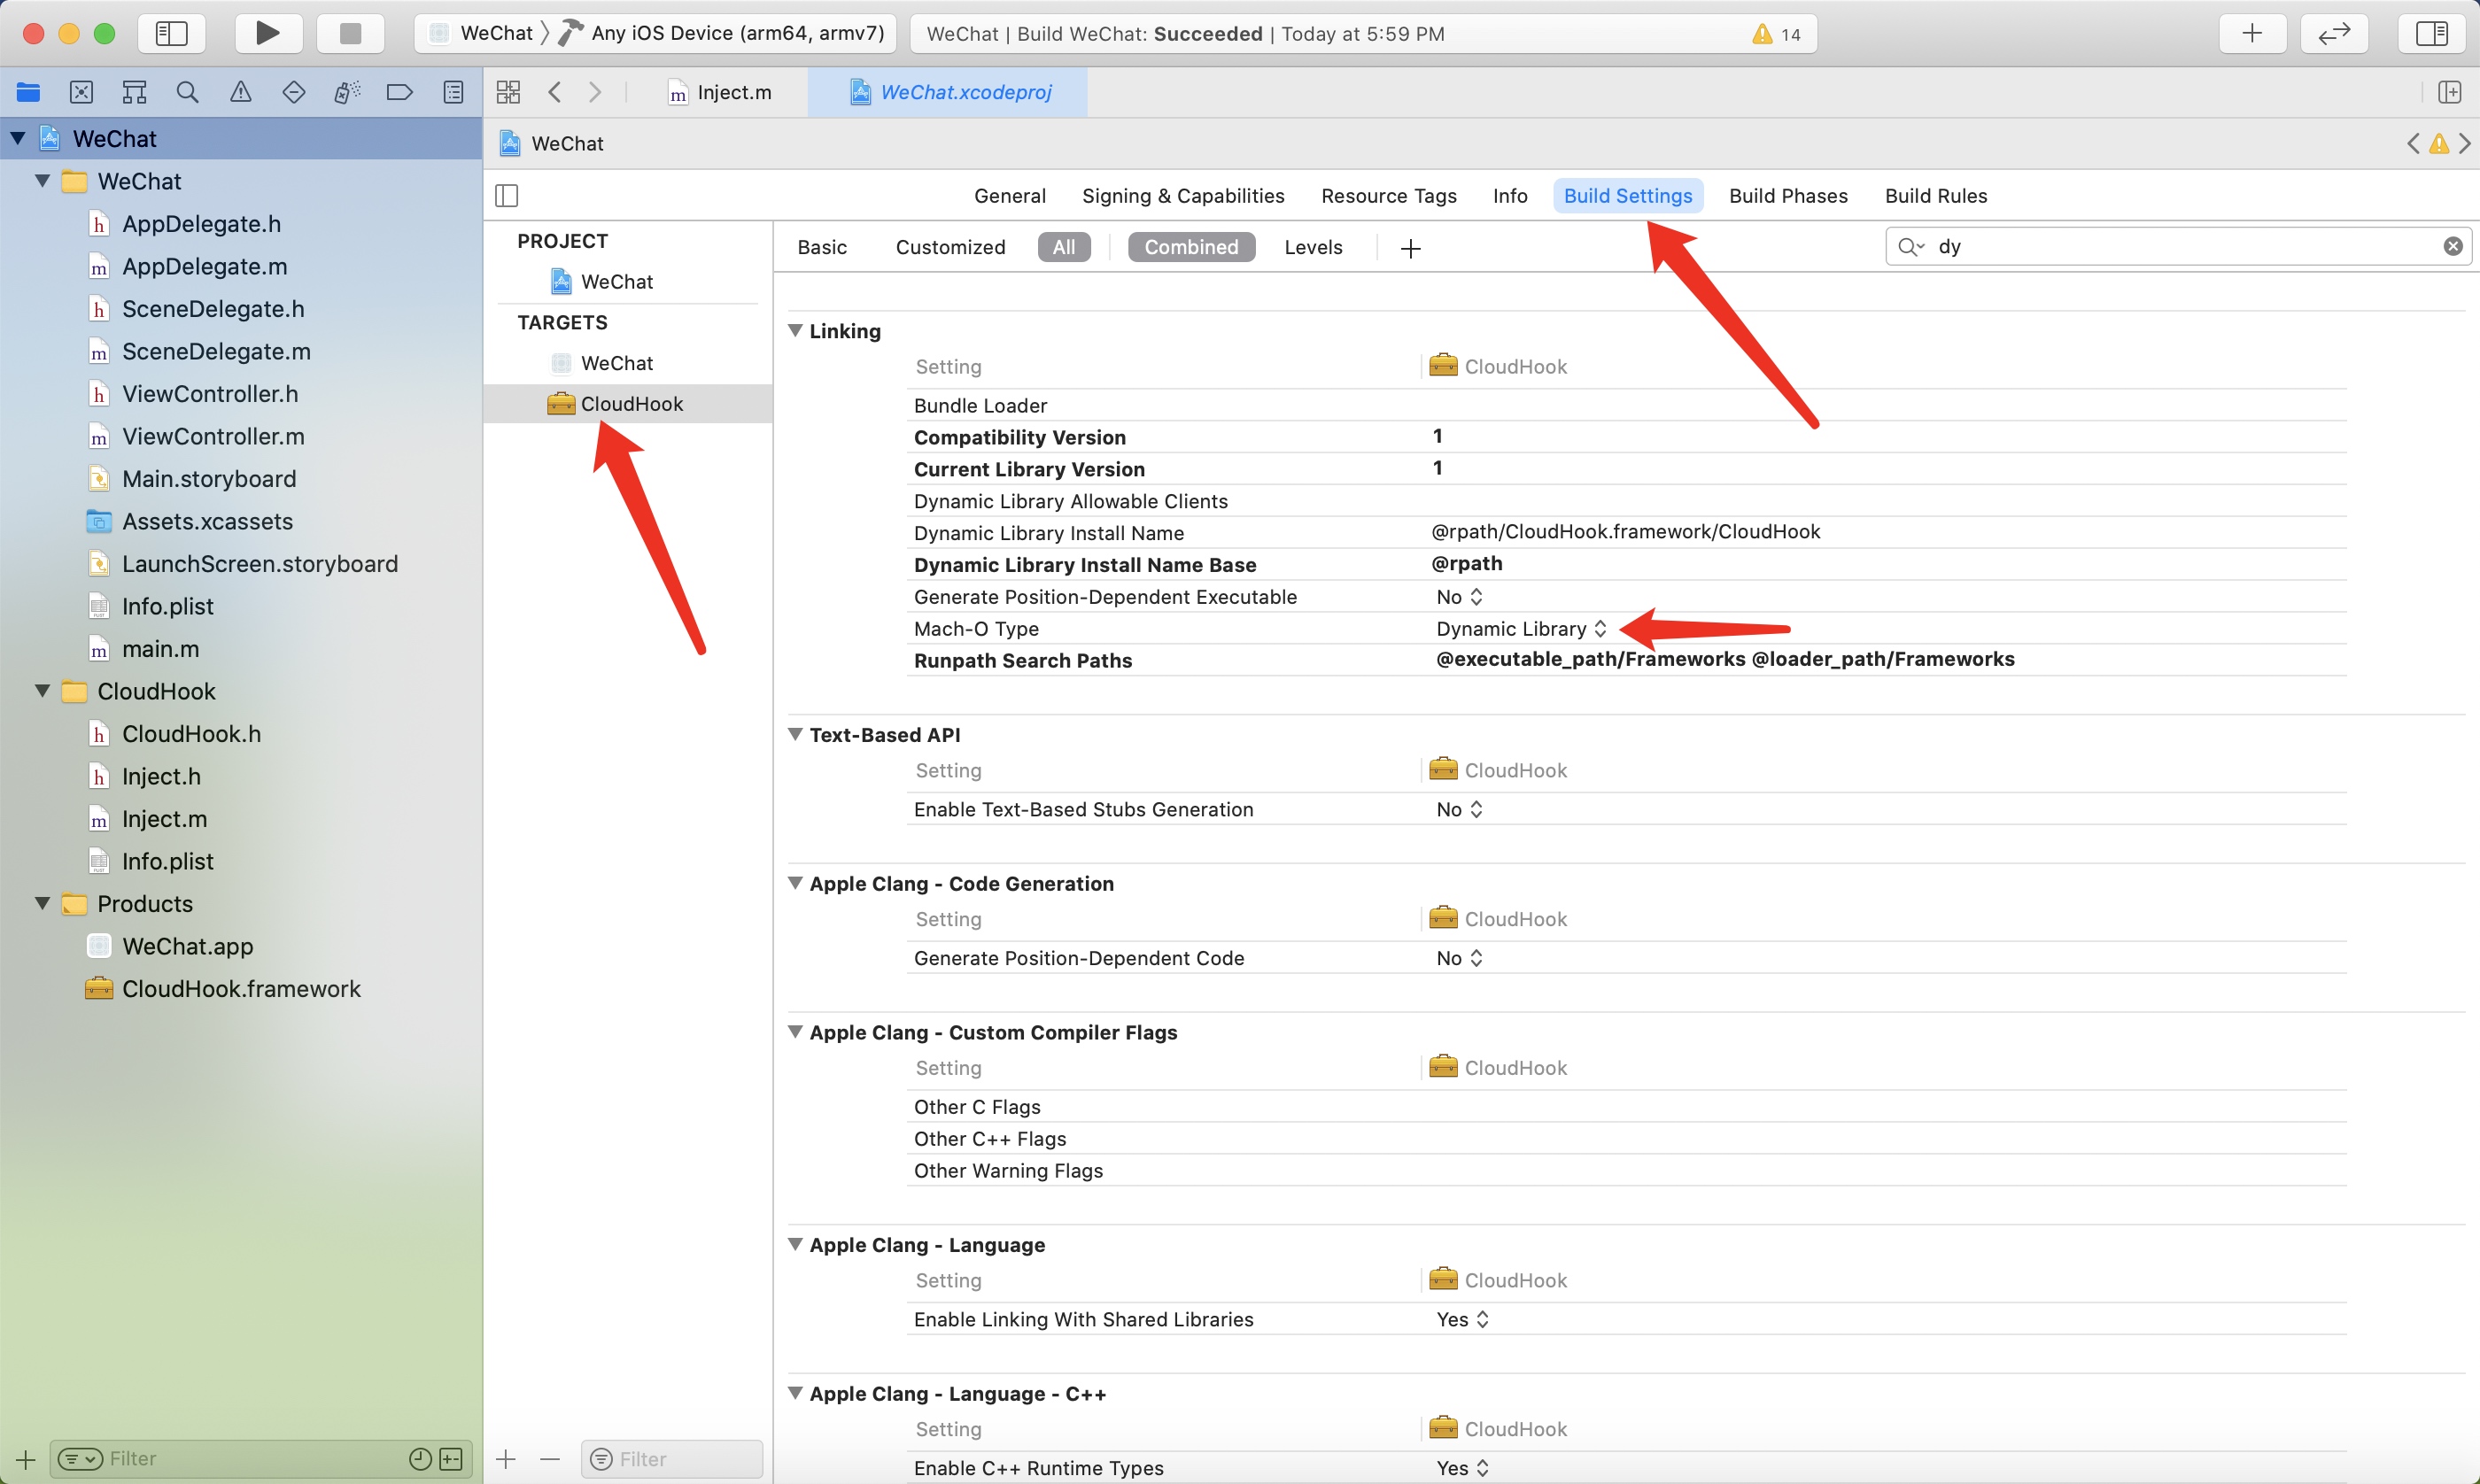 WeChat 〉 Any iOS Device (arm64, armv7)
WeChat | Build WeChat: Succeeded | Today at 5:59 PM
14
Inject.m
WeChat.xcodeproj
WeChat
WeChat
AppDelegate.h
AppDelegate.m
SceneDelegate.h
SceneDelegate.m
ViewController.h
ViewController.m
Main.storyboard
Assets.xcassets
LaunchScreen.storyboard
Info.plist
main.m
CloudHook
CloudHook.h
Inject.h
Inject.m
Info.plist
Products
WeChat.app
CloudHook.framework
Filter
WeChat
General Signing & Capabilities Resource Tags Info Build Settings Build Phases Build Rules
PROJECT
WeChat
TARGETS
WeChat
CloudHook
Filter
Basic Customized All Combined Levels
dy
Linking
Setting CloudHook
Bundle Loader
Compatibility Version 1
Current Library Version 1
Dynamic Library Allowable Clients
Dynamic Library Install Name @rpath/CloudHook.framework/CloudHook
Dynamic Library Install Name Base @rpath
Generate Position-Dependent Executable No
Mach-O Type Dynamic Library
Runpath Search Paths @executable_path/Frameworks @loader_path/Frameworks
Text-Based API
Setting CloudHook
Enable Text-Based Stubs Generation No
Apple Clang - Code Generation
Setting CloudHook
Generate Position-Dependent Code No
Apple Clang - Custom Compiler Flags
Setting CloudHook
Other C Flags
Other C++ Flags
Other Warning Flags
Apple Clang - Language
Setting CloudHook
Enable Linking With Shared Libraries Yes
Apple Clang - Language - C++
Setting CloudHook
Enable C++ Runtime Types Yes